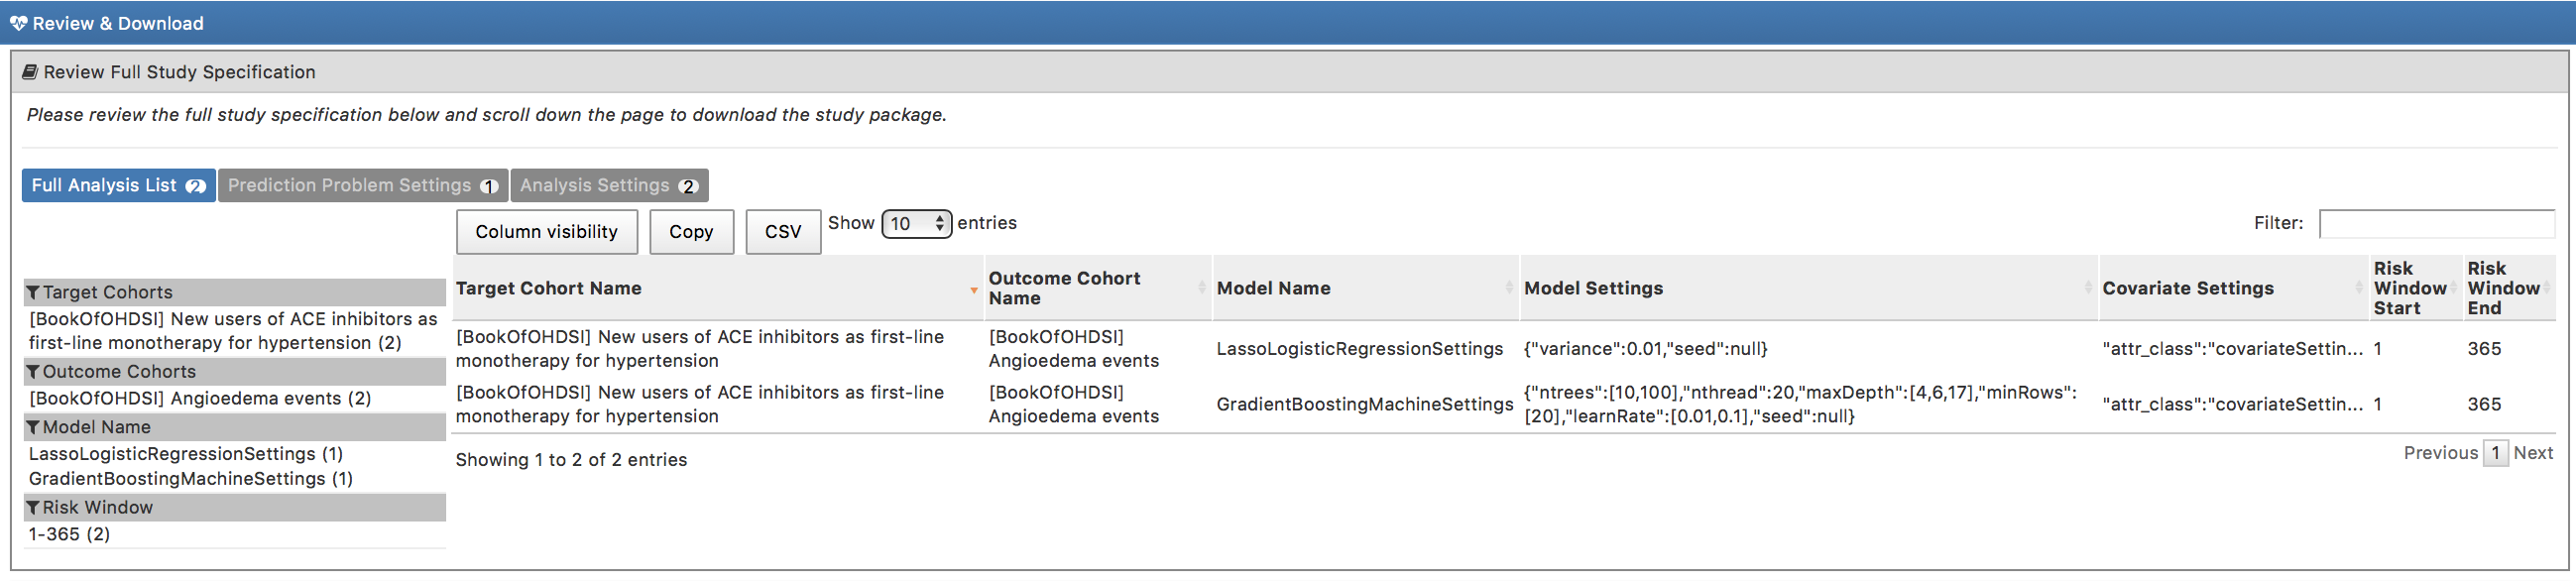 Review & Download
Review Full Study Specification
Please review the full study specification below and scroll down the page to download the study package.
Full Analysis List 2
Prediction Problem Settings 1
Analysis Settings 2
Column visibility
Copy
CSV
Show 10 entries
Filter:
Target Cohorts
[BookOfOHDSI] New users of ACE inhibitors as
first-line monotherapy for hypertension (2)
Outcome Cohorts
[BookOfOHDSI] Angioedema events (2)
Model Name
LassoLogisticRegressionSettings (1)
GradientBoostingMachineSettings (1)
Risk Window
1-365 (2)
Target Cohort Name
Outcome Cohort
Name
Model Name
Model Settings
Covariate Settings
Risk
Window
Start
Risk
Window
End
[BookOfOHDSI] New users of ACE inhibitors as first-line
monotherapy for hypertension
[BookOfOHDSI]
Angioedema events
LassoLogisticRegressionSettings
{"variance":0.01,"seed":null}
"attr_class":"covariateSettin...
1
365
[BookOfOHDSI] New users of ACE inhibitors as first-line
monotherapy for hypertension
[BookOfOHDSI]
Angioedema events
GradientBoostingMachineSettings
{"ntrees":[10,100],"nthread":20,"maxDepth":[4,6,17],"minRows":
[20],"learnRate":[0.01,0.1],"seed":null}
"attr_class":"covariateSettin...
1
365
Showing 1 to 2 of 2 entries
Previous 1 Next